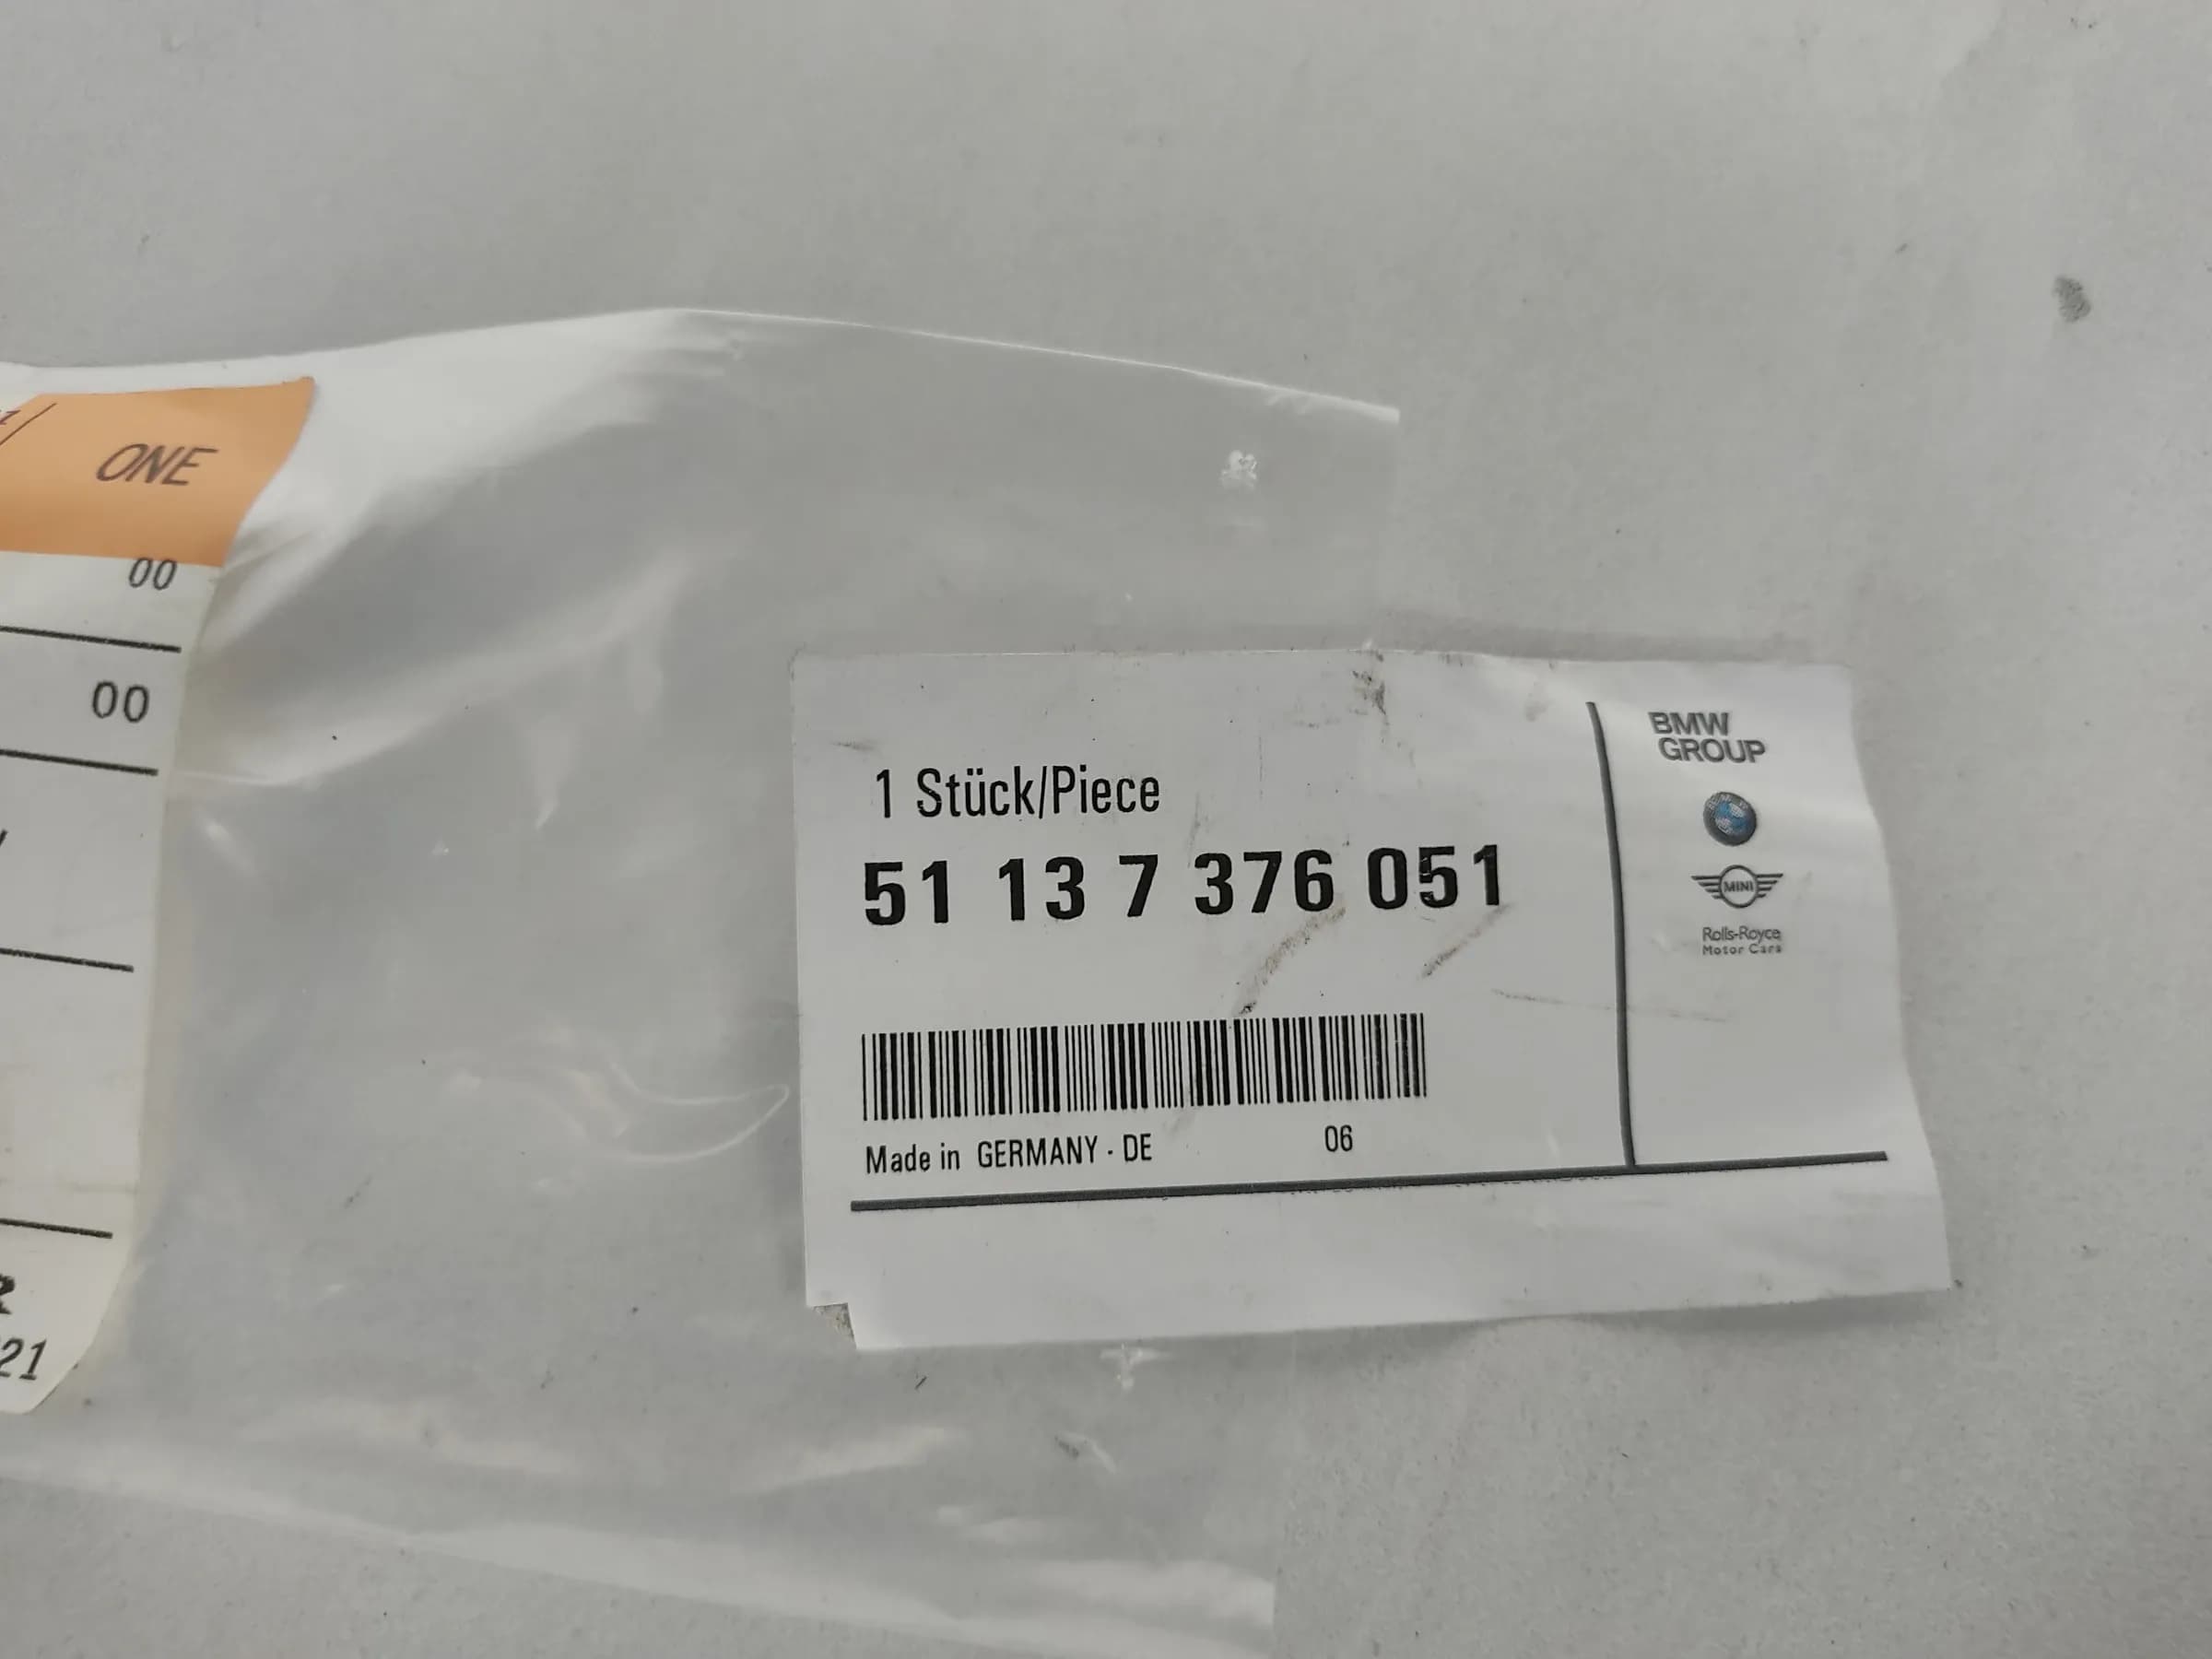 ONE
00
00
21
1 Stück/Piece
51 13 7 376 051
Made in GERMANY - DE 06
BMW
GROUP
MINI
Rolls-Royce
Motor Cars